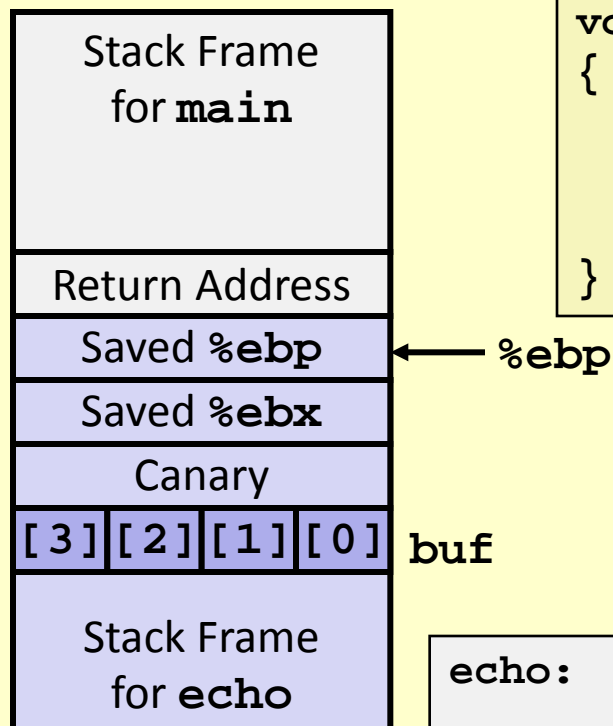 Stack Frame
for main
{
}
Return Address
Saved %ebp
%ebp
Saved %ebx
Canary
[3] [2] [1] [0]
buf
Stack Frame
for echo
echo: